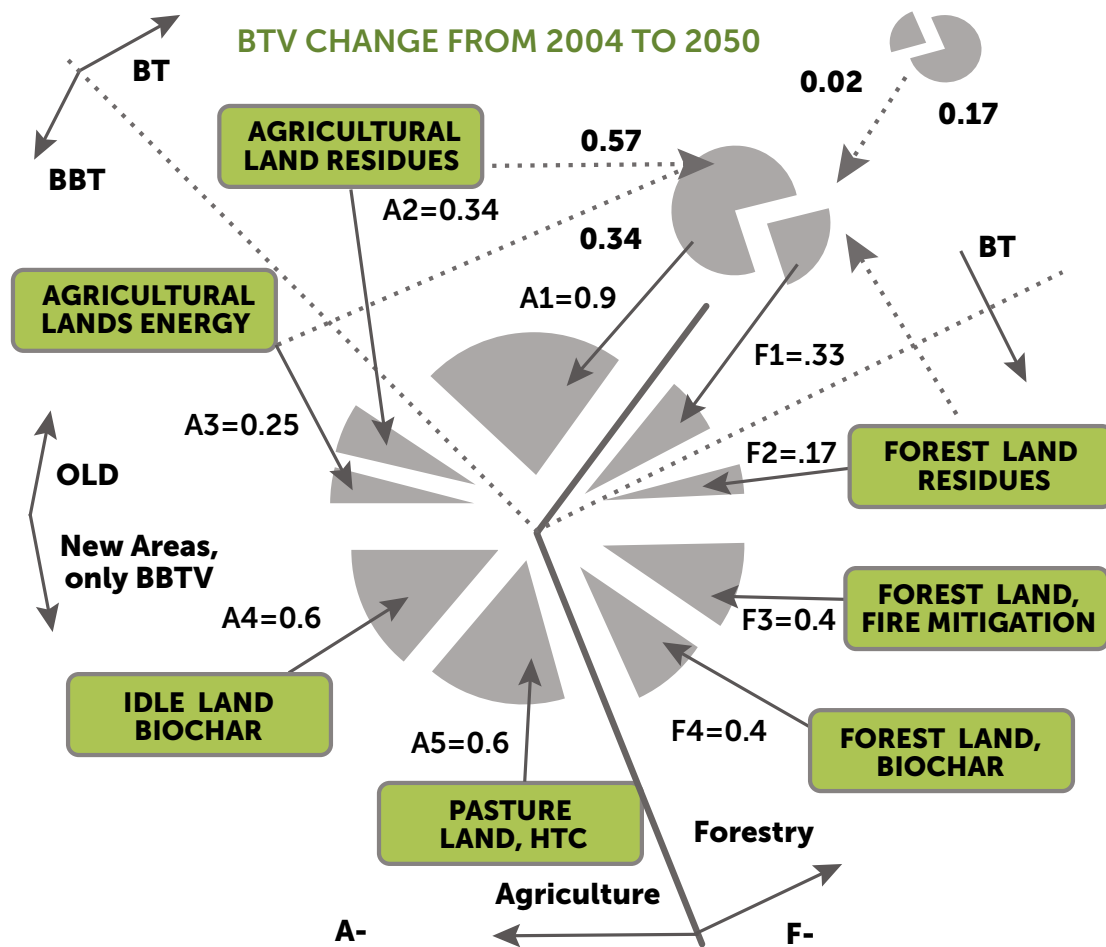 BTV CHANGE FROM 2004 TO 2050
BT
BBT
0.02
0.17
AGRICULTURAL
LAND RESIDUES
0.57
A2=0.34
0.34
BT
AGRICULTURAL
LANDS ENERGY
A1=0.9
F1=.33
A3=0.25
F2=.17
FOREST LAND
RESIDUES
OLD
New Areas,
only BBTV
A4=0.6
F3=0.4
FOREST LAND,
FIRE MITIGATION
IDLE LAND
BIOCHAR
A5=0.6
F4=0.4
FOREST LAND,
BIOCHAR
PASTURE
LAND, HTC
Forestry
Agriculture
A-
F-